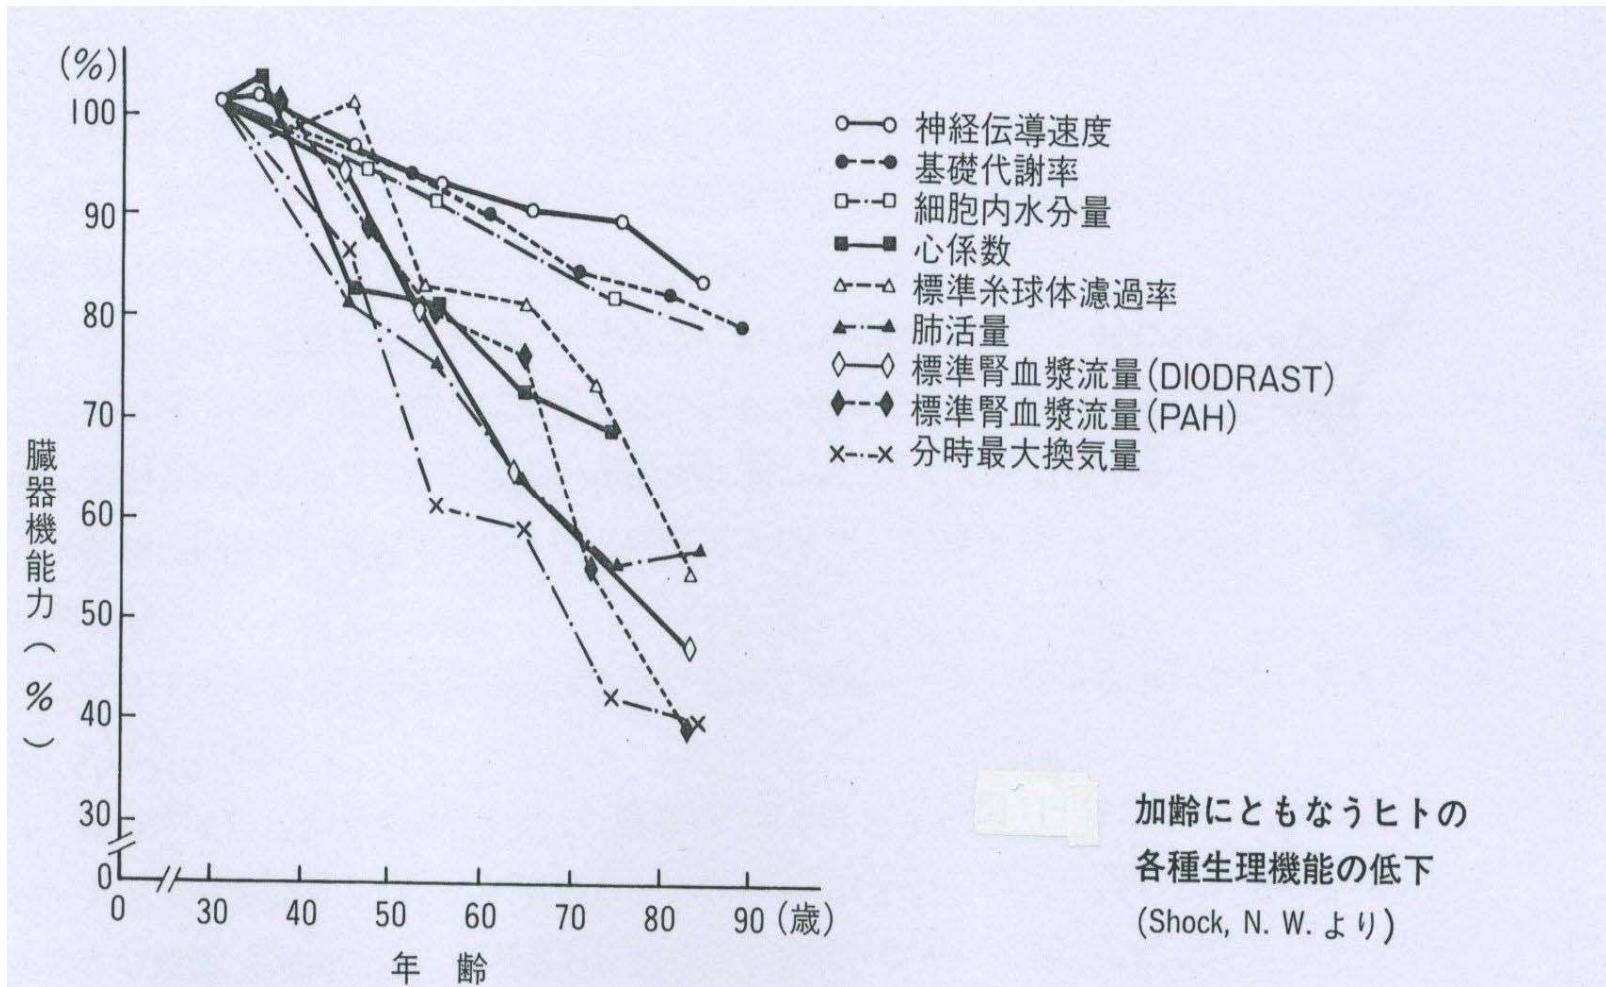 (%)
100
90
80
70
60
50
40
30
0
臓器機能力(%)
0 30 40 50 60 70 80 90 (歳)
年 齢
神経伝導速度
基礎代謝率
細胞内水分量
心係数
標準糸球体濾過率
肺活量
標準腎血漿流量(DIODRAST)
標準腎血漿流量(PAH)
分時最大換気量
加齢にともなうヒトの
各種生理機能の低下
(Shock, N. W. より)